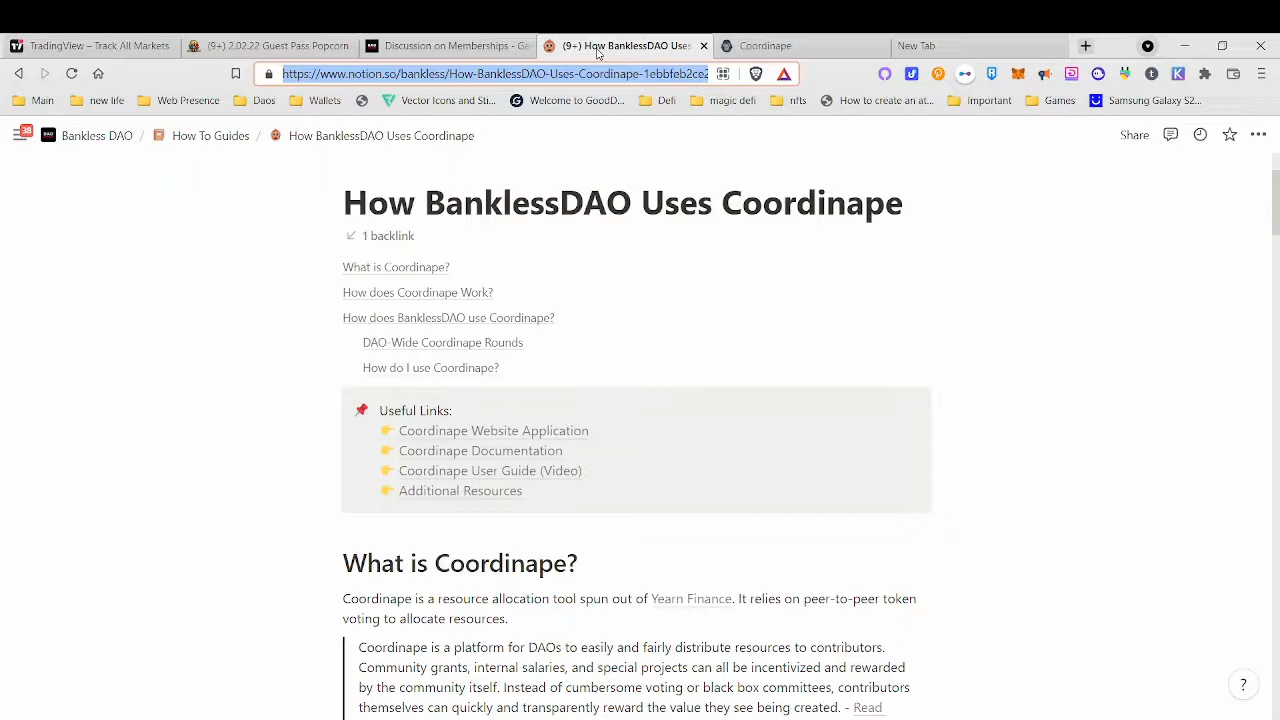 TradingView – Track All Markets
(9+) 2.02.22 Guest Pass Popcorn
Discussion on Memberships - Ge
(9+) How BanklessDAO Uses
Coordinape
New Tab
https://www.notion.so/bankless/How-BanklessDAO-Uses-Coordinape-1ebbfeb2ce2
Main
new life
Web Presence
Daos
Wallets
Vector Icons and Sti...
Welcome to GoodD...
Defi
magic defi
nfts
How to create an at...
Important
Games
Samsung Galaxy S2...
38
Bankless DAO / How To Guides / How BanklessDAO Uses Coordinape
Share
How BanklessDAO Uses Coordinape
1 backlink
What is Coordinape?
How does Coordinape Work?
How does BanklessDAO use Coordinape?
DAO-Wide Coordinape Rounds
How do I use Coordinape?
Useful Links:
Coordinape Website Application
Coordinape Documentation
Coordinape User Guide (Video)
Additional Resources
What is Coordinape?
Coordinape is a resource allocation tool spun out of Yearn Finance. It relies on peer-to-peer token
voting to allocate resources.
Coordinape is a platform for DAOs to easily and fairly distribute resources to contributors.
Community grants, internal salaries, and special projects can all be incentivized and rewarded
by the community itself. Instead of cumbersome voting or black box committees, contributors
themselves can quickly and transparently reward the value they see being created. - Read
?